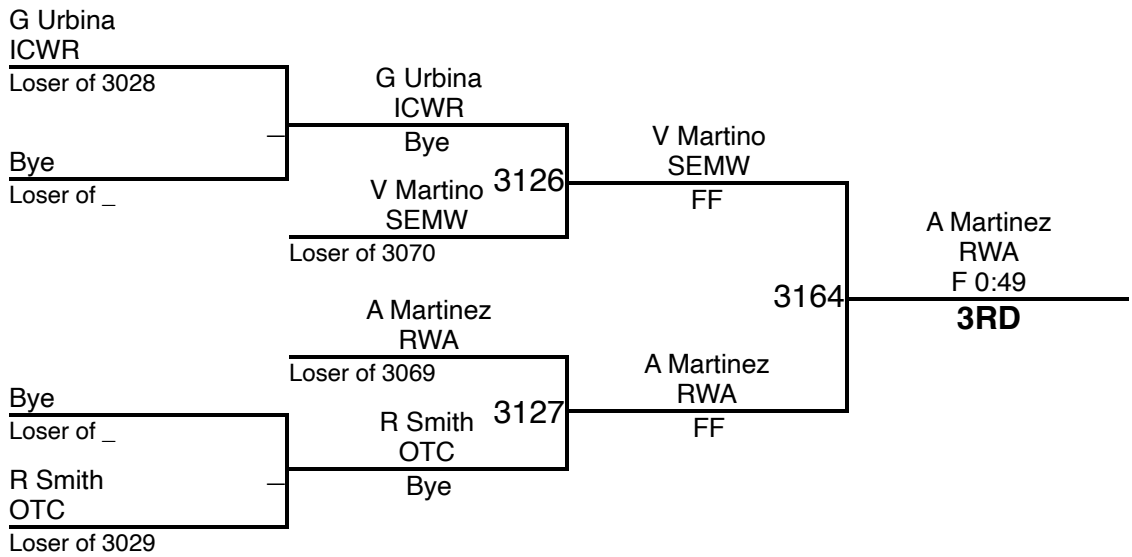 G Urbina
ICWR
Loser of 3028
_
Bye
Loser of _
G Urbina
ICWR
Bye
V Martino
SEMW
Loser of 3070
3126
V Martino
SEMW
FF
A Martinez
RWA
Loser of 3069
Bye
Loser of _
_
R Smith
OTC
Loser of 3029
R Smith
OTC
Bye
3127
A Martinez
RWA
FF
3164
A Martinez
RWA
F 0:49
3RD